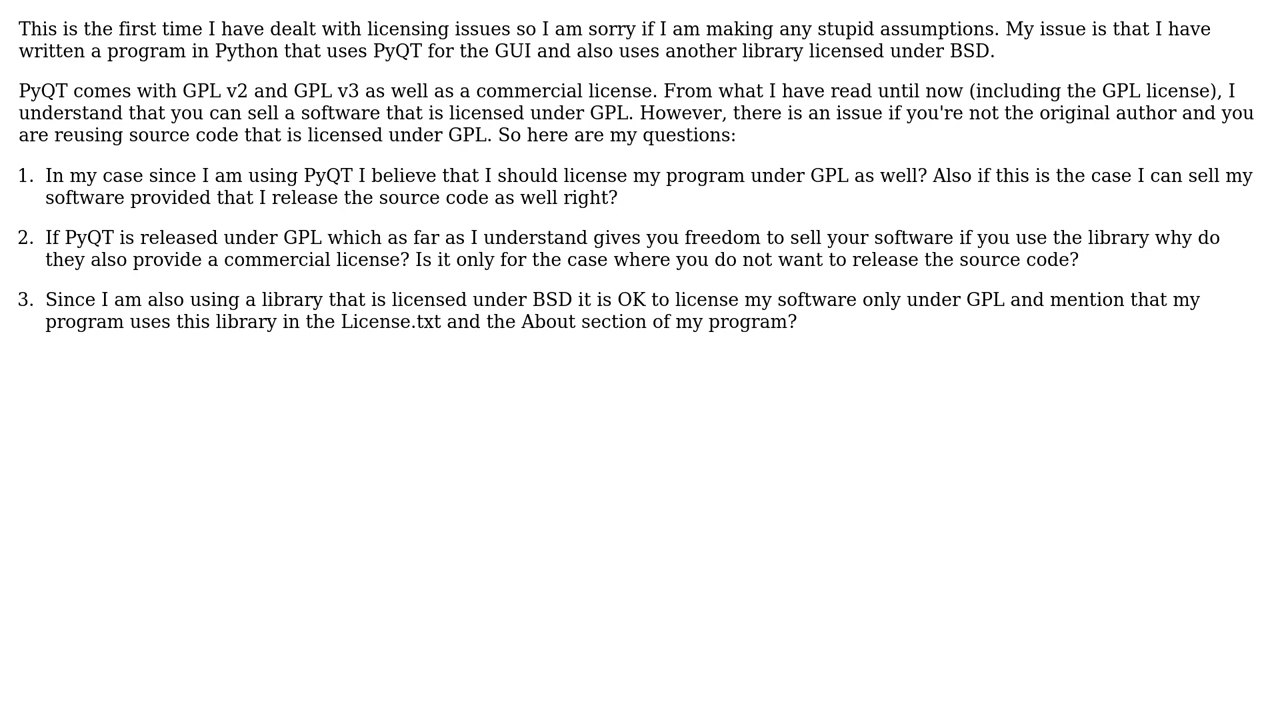 This is the first time I have dealt with licensing issues so I am sorry if I am making any stupid assumptions. My issue is that I have
written a program in Python that uses PyQT for the GUI and also uses another library licensed under BSD.
PyQT comes with GPL v2 and GPL v3 as well as a commercial license. From what I have read until now (including the GPL license), I
understand that you can sell a software that is licensed under GPL. However, there is an issue if you're not the original author and you
are reusing source code that is licensed under GPL. So here are my questions:
1. In my case since I am using PyQT I believe that I should license my program under GPL as well? Also if this is the case I can sell my
software provided that I release the source code as well right?
2. If PyQT is released under GPL which as far as I understand gives you freedom to sell your software if you use the library why do
they also provide a commercial license? Is it only for the case where you do not want to release the source code?
3. Since I am also using a library that is licensed under BSD it is OK to license my software only under GPL and mention that my
program uses this library in the License.txt and the About section of my program?